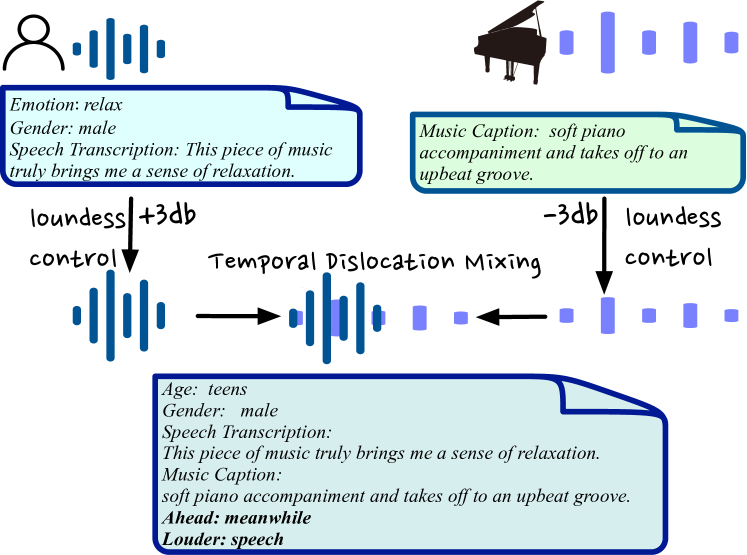 Emotion: relax
Gender: male
Speech Transcription: This piece of music
truly brings me a sense of relaxation.
Music Caption:  soft piano
accompaniment and takes off to an
upbeat groove.
loundess +3db
control
-3db loundess
control
Temporal Dislocation Mixing
Age:  teens
Gender:   male
Speech Transcription:
This piece of music truly brings me a sense of relaxation.
Music Caption:
soft piano accompaniment and takes off to an upbeat groove.
Ahead: meanwhile
Louder: speech